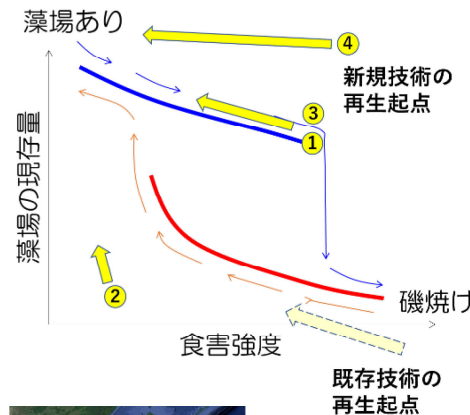 藻場あり
④
新規技術の
再生起点
③
①
藻場の現存量
②
磯焼け
食害強度
既存技術の
再生起点